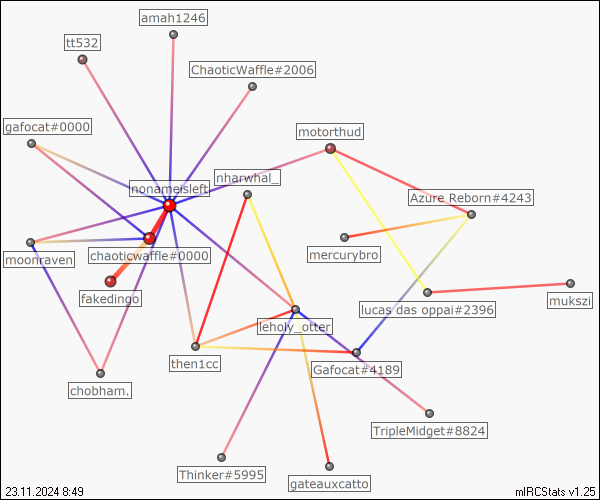 amah1246
tt532
ChaoticWaffle#2006
gafocat#0000
motorthud
nharwhal_
nonameisleft
Azure_Reborn#4243
chaoticwaffle#0000
mercurybro
moonraven
fakedingo
mukszi
lucas das oppai#2396
leholy_otter
then1cc
Gafocat#4189
chobham.
TripleMidget#8824
Thinker#5995
gateauxcatto
23.11.2024 8:49
mIRCStats v1.25